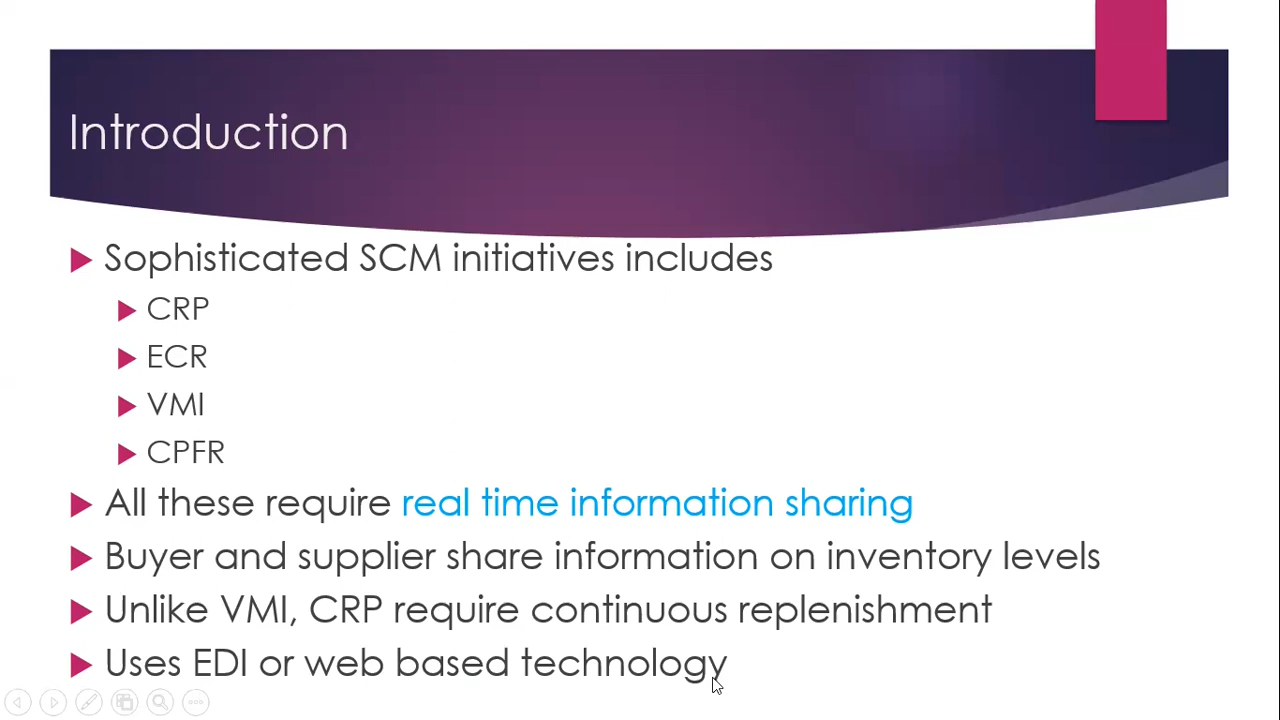 Introduction
Sophisticated SCM initiatives includes
CRP
ECR
VMI
CPFR
All these require real time information sharing
Buyer and supplier share information on inventory levels
Unlike VMI, CRP require continuous replenishment
Uses EDI or web based technology